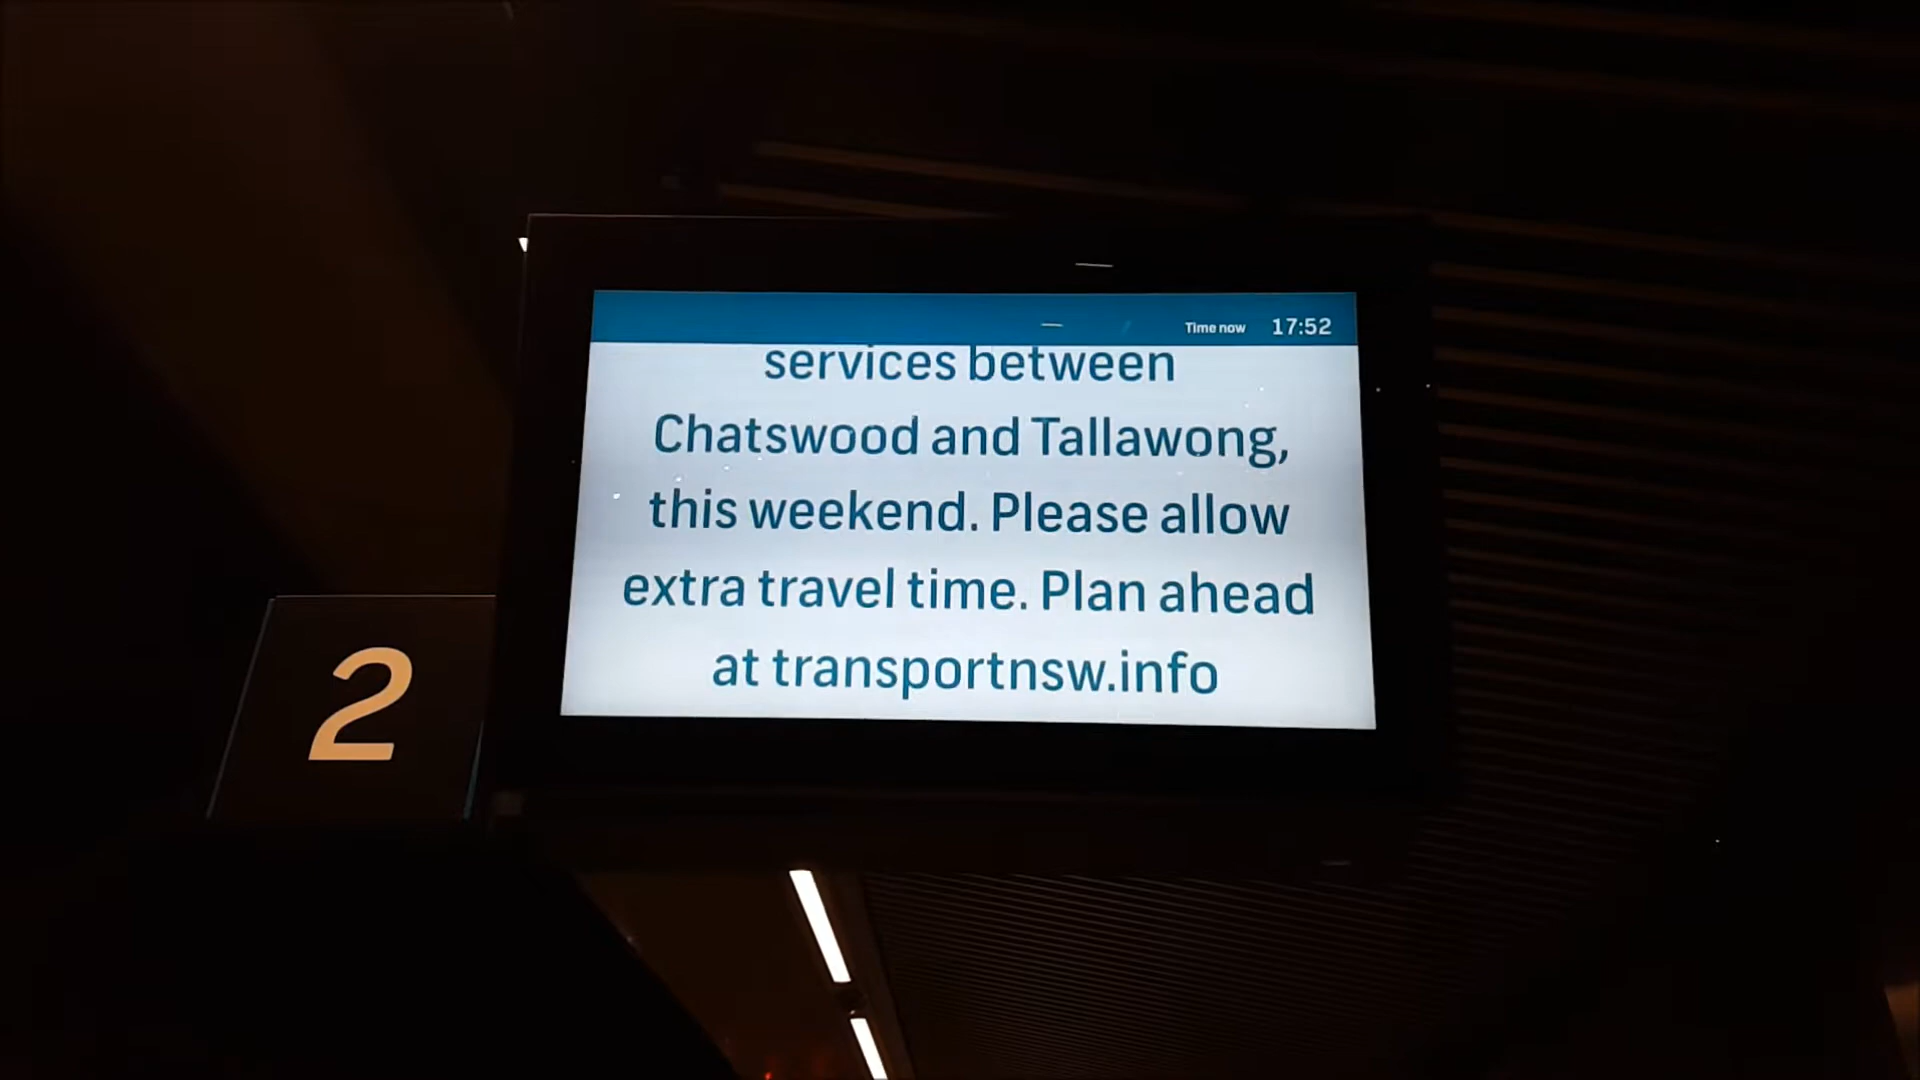 Time now 17:52
services between
Chatswood and Tallawong,
this weekend. Please allow
extra travel time. Plan ahead
at transportnsw.info
2